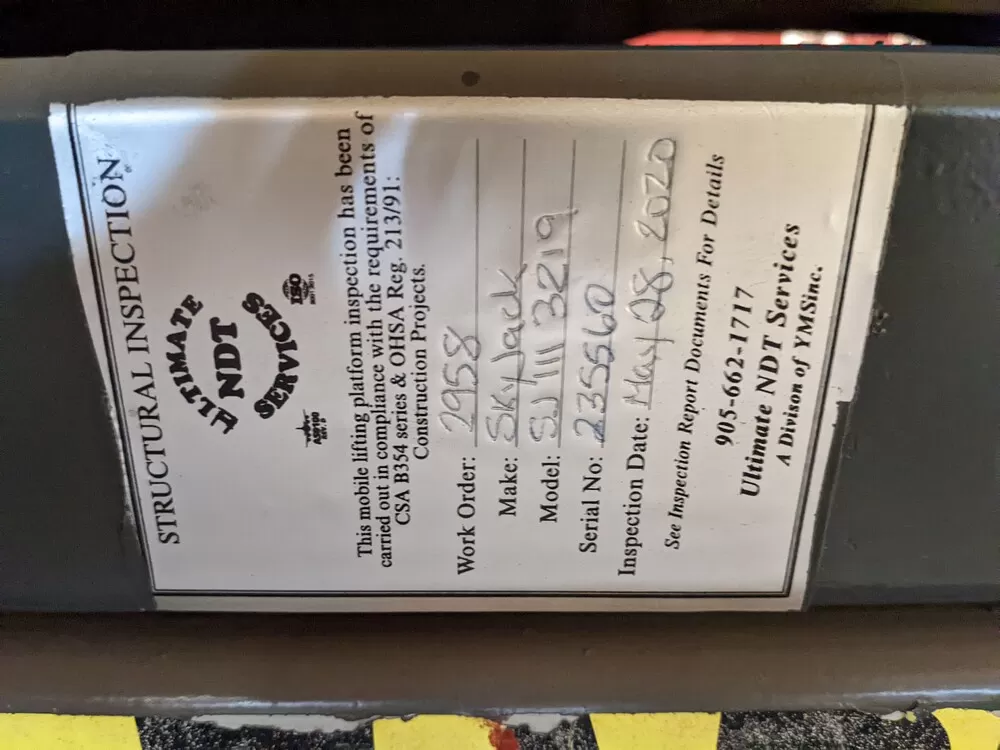 STRUCTURAL INSPECTION
ULTIMATE
NDT
SERVICES
AS9100
ISO
This mobile lifting platform inspection has been
carried out in compliance with the requirements of
CSA B354 series & OHSA Reg. 213/91:
Construction Projects.
Work Order: 2958
Make: Skyjack
Model: SJ III 3219
Serial No: 235560
Inspection Date: May 28, 2020
See Inspection Report Documents For Details
905-662-1717
Ultimate NDT Services
A Divison of YMSinc.